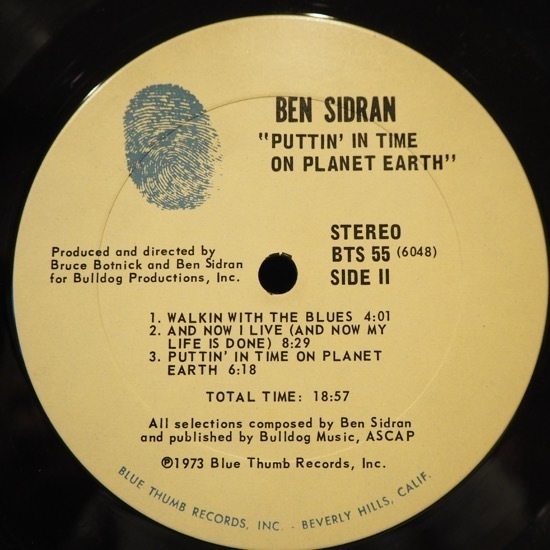 BEN SIDRAN
"PUTTIN' IN TIME
ON PLANET EARTH"
STEREO
BTS 55 (6048)
SIDE II
Produced and directed by
Bruce Botnick and Ben Sidran
for Bulldog Productions, Inc.
1. WALKIN WITH THE BLUES 4:01
2. AND NOW I LIVE (AND NOW MY
LIFE IS DONE) 8:29
3. PUTTIN' IN TIME ON PLANET
EARTH 6:18
TOTAL TIME: 18:57
All selections composed by Ben Sidran
and published by Bulldog Music, ASCAP
℗1973 Blue Thumb Records, Inc.
BLUE THUMB RECORDS, INC. - BEVERLY HILLS, CALIF.